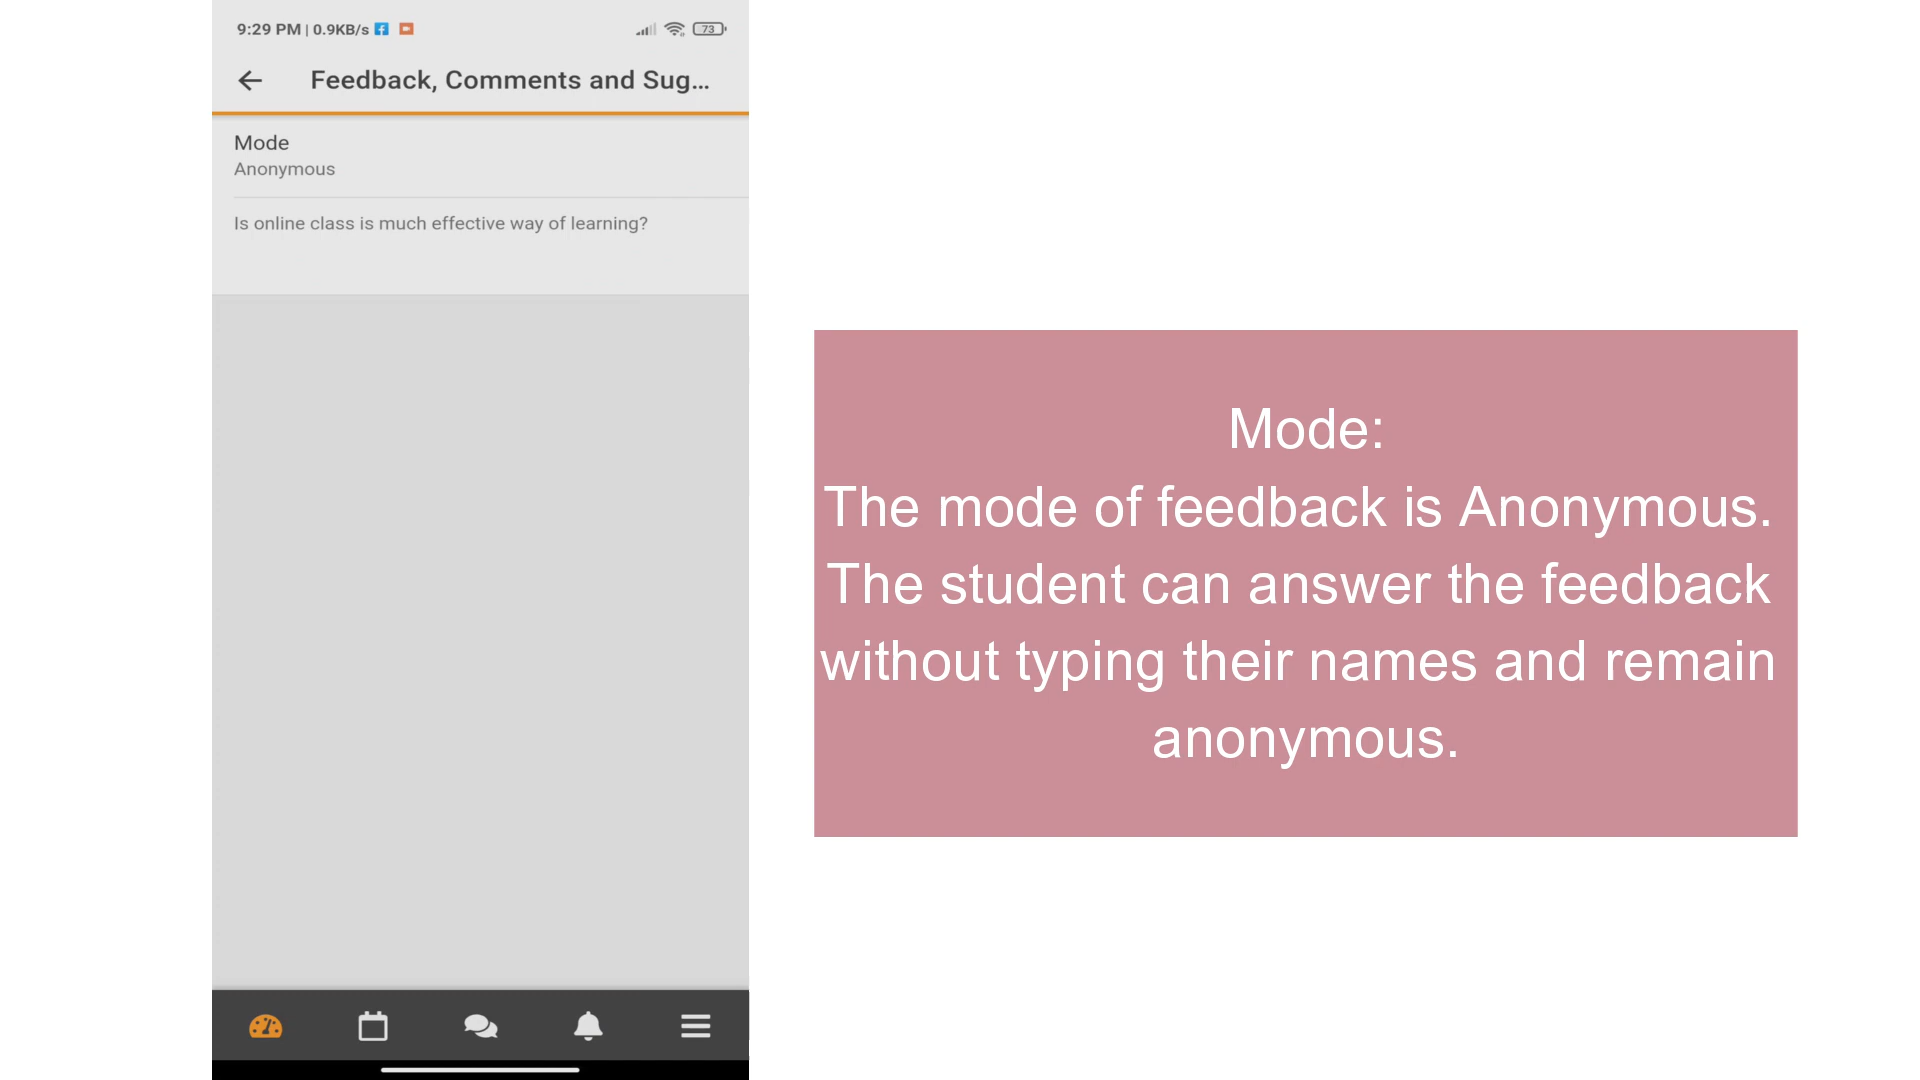 9:29 PM | 0.9KB/s
73
Feedback, Comments and Sug...
Mode
Anonymous
Is online class is much effective way of learning?
Mode:
The mode of feedback is Anonymous.
The student can answer the feedback
without typing their names and remain
anonymous.